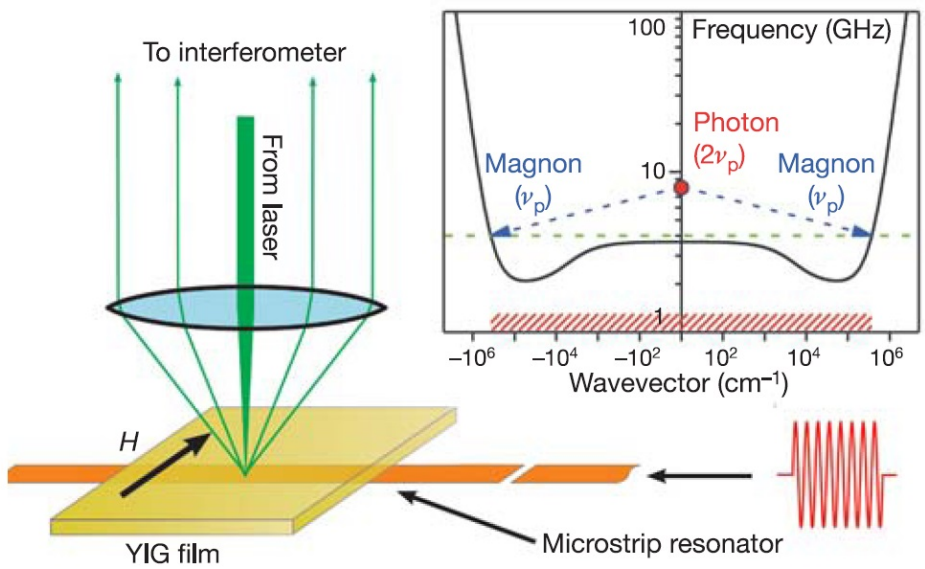 To interferometer
From laser
H
YIG film
Microstrip resonator
100
Frequency (GHz)
Photon
(2νp)
Magnon
(νp)
10
Magnon
(νp)
1
−10⁶
−10⁴
−10²
10²
10⁴
10⁶
Wavevector (cm⁻¹)